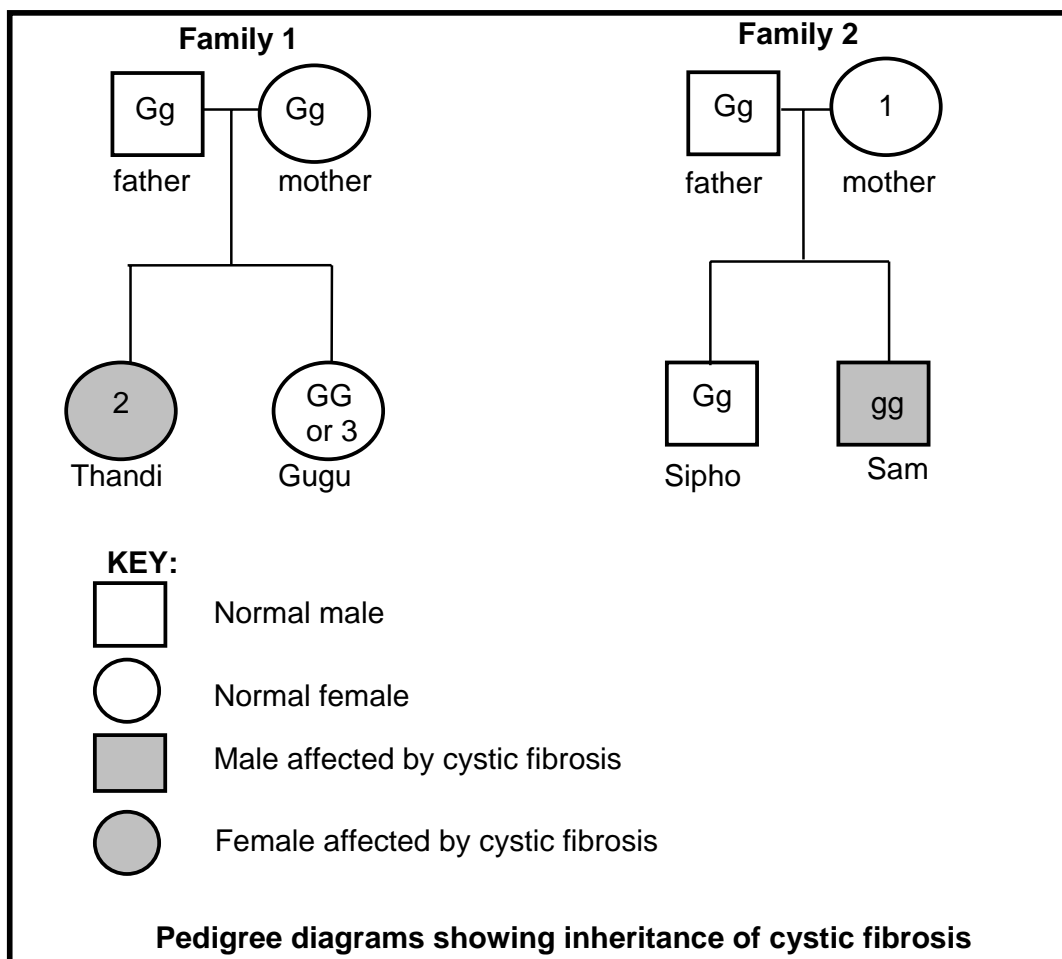 Family 1
Family 2
Gg
Gg
Gg
1
father
mother
father
mother
2
GG
or 3
Gg
gg
Thandi
Gugu
Sipho
Sam
KEY:
Normal male
Normal female
Male affected by cystic fibrosis
Female affected by cystic fibrosis
Pedigree diagrams showing inheritance of cystic fibrosis